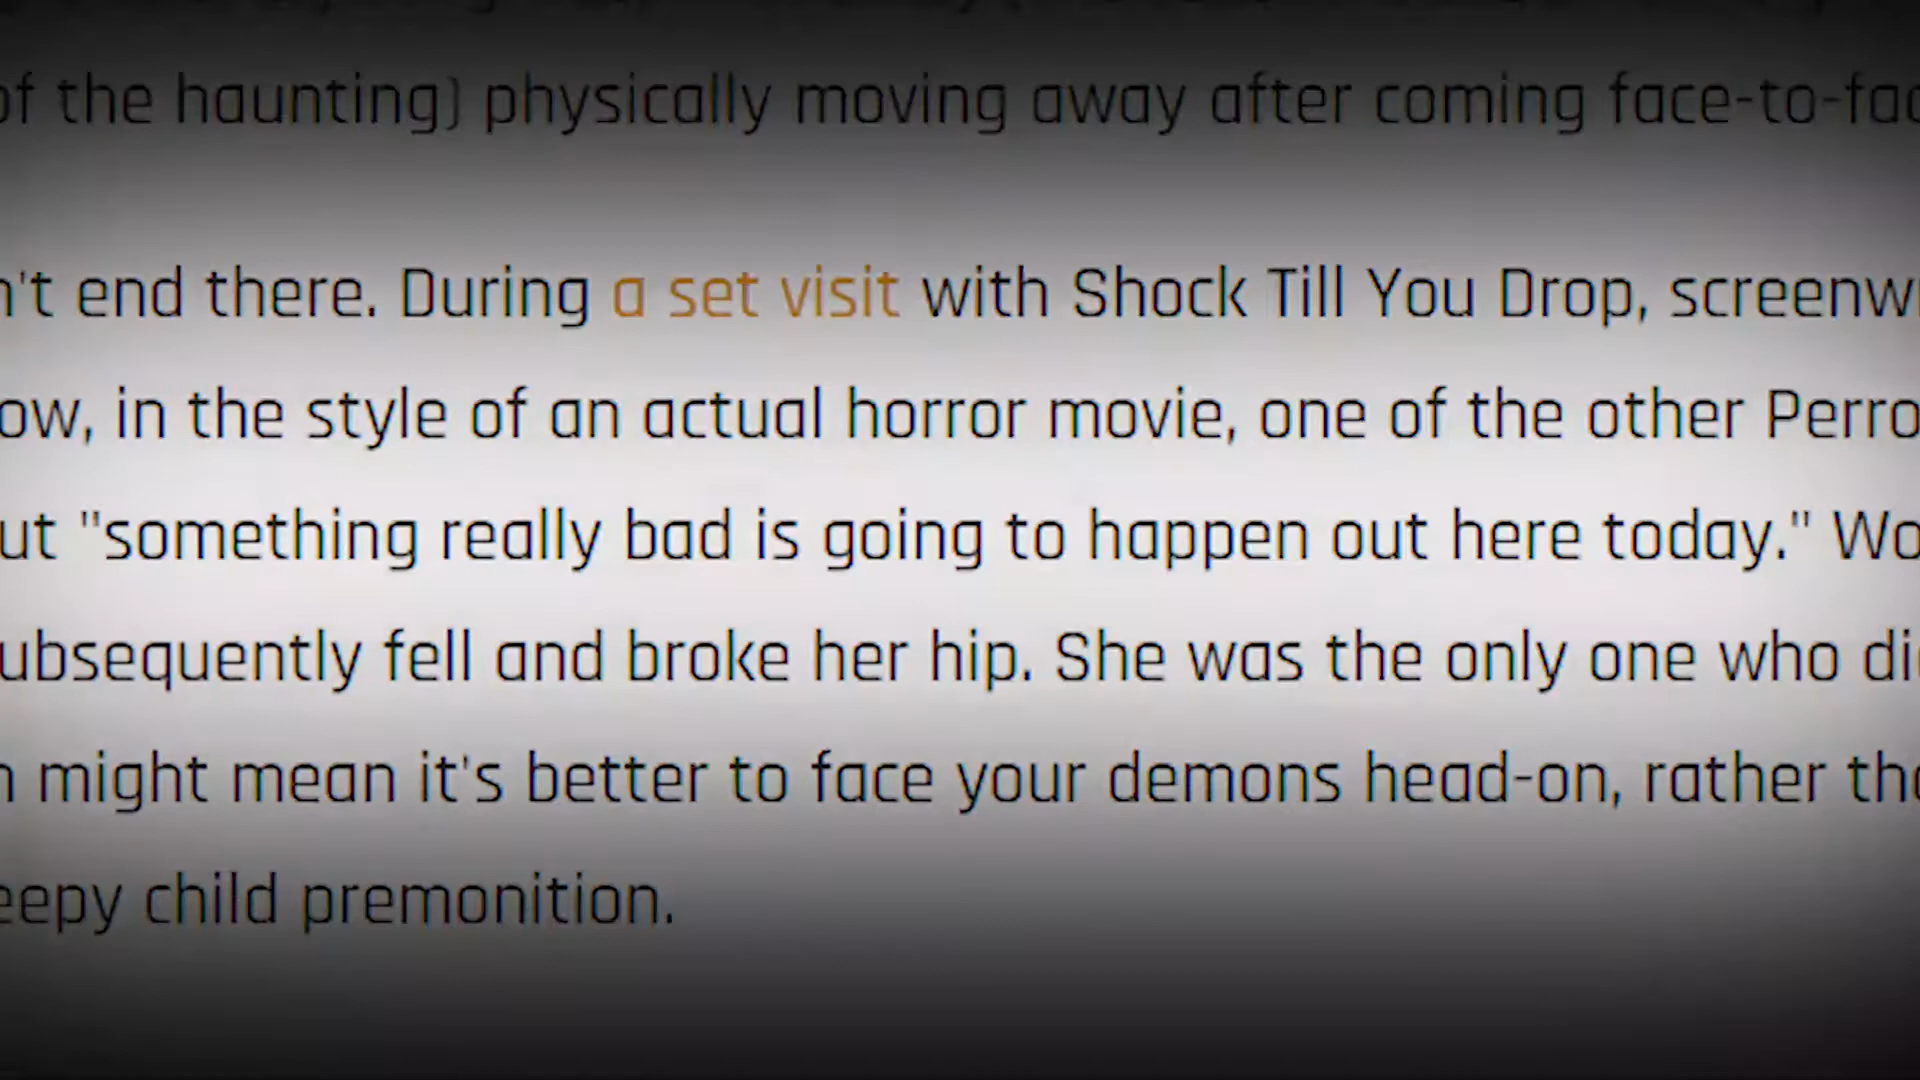 of the haunting) physically moving away after coming face-to-fac
n't end there. During a set visit with Shock Till You Drop, screenwr
ow, in the style of an actual horror movie, one of the other Perro
ut "something really bad is going to happen out here today." Wa
ubsequently fell and broke her hip. She was the only one who di
might mean it's better to face your demons head-on, rather tha
eepy child premonition.